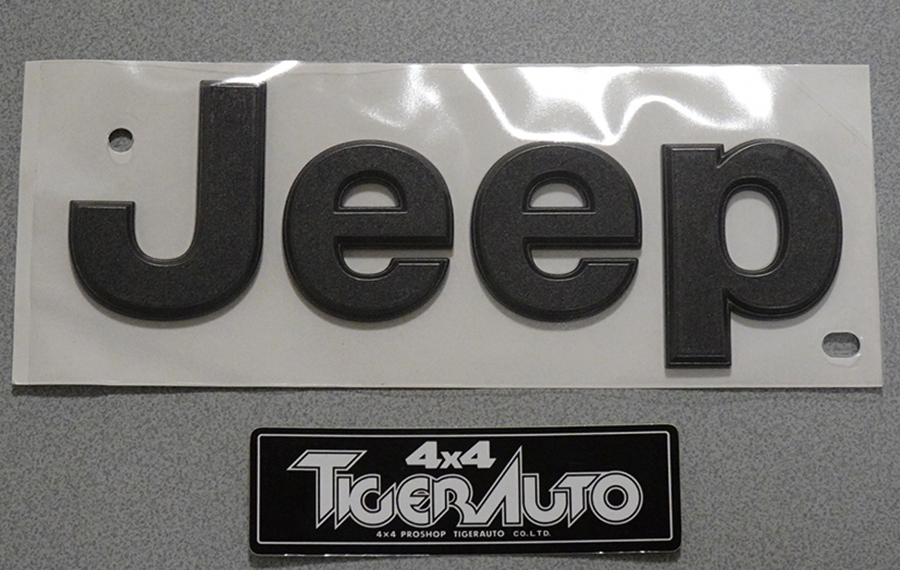 Jeep
4x4
TIGERAUTO
4×4 PROSHOP TIGERAUTO CO.LTD.